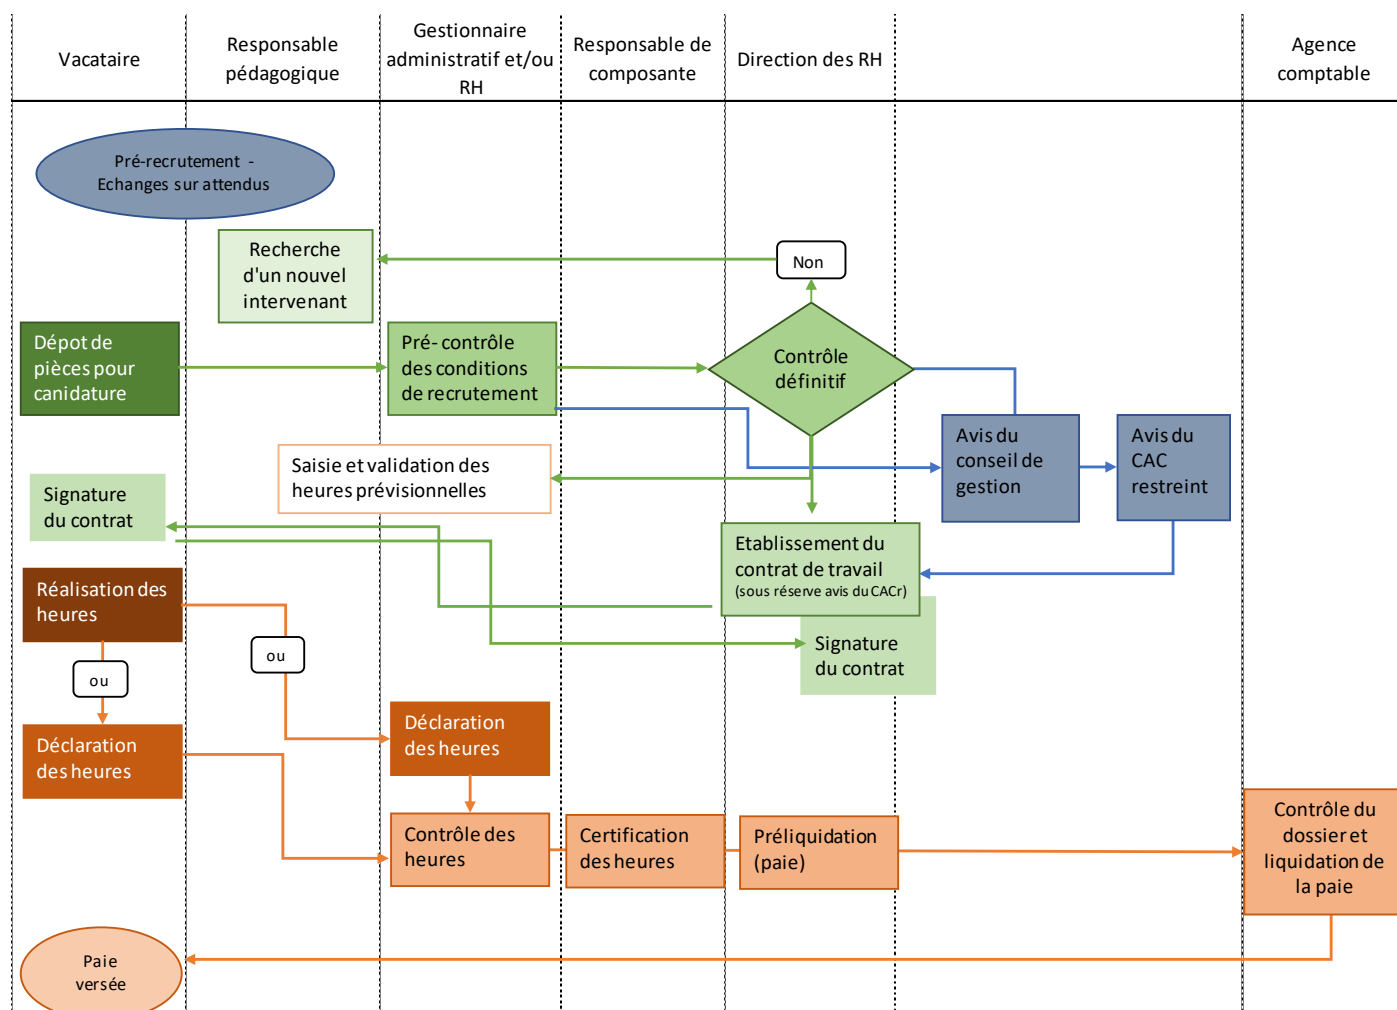 Vacataire
Responsable
pédagogique
Gestionnaire
administratif et/ou
RH
Responsable de
composante
Direction des RH
Agence
comptable
Pré-recrutement -
Echanges sur attendus
Recherche
d'un nouvel
intervenant
Non
Dépot de
pièces pour
canidature
Pré- contrôle
des conditions
de recrutement
Contrôle
définitif
Avis du
conseil de
gestion
Avis du
CAC
restreint
Saisie et validation des
heures prévisionnelles
Signature
du contrat
Etablissement du
contrat de travail
(sous réserve avis du CACr)
Signature
du contrat
Réalisation des
heures
ou
ou
Déclaration
des heures
Déclaration
des heures
Contrôle des
heures
Certification
des heures
Préliquidation
(paie)
Contrôle du
dossier et
liquidation de
la paie
Paie
versée